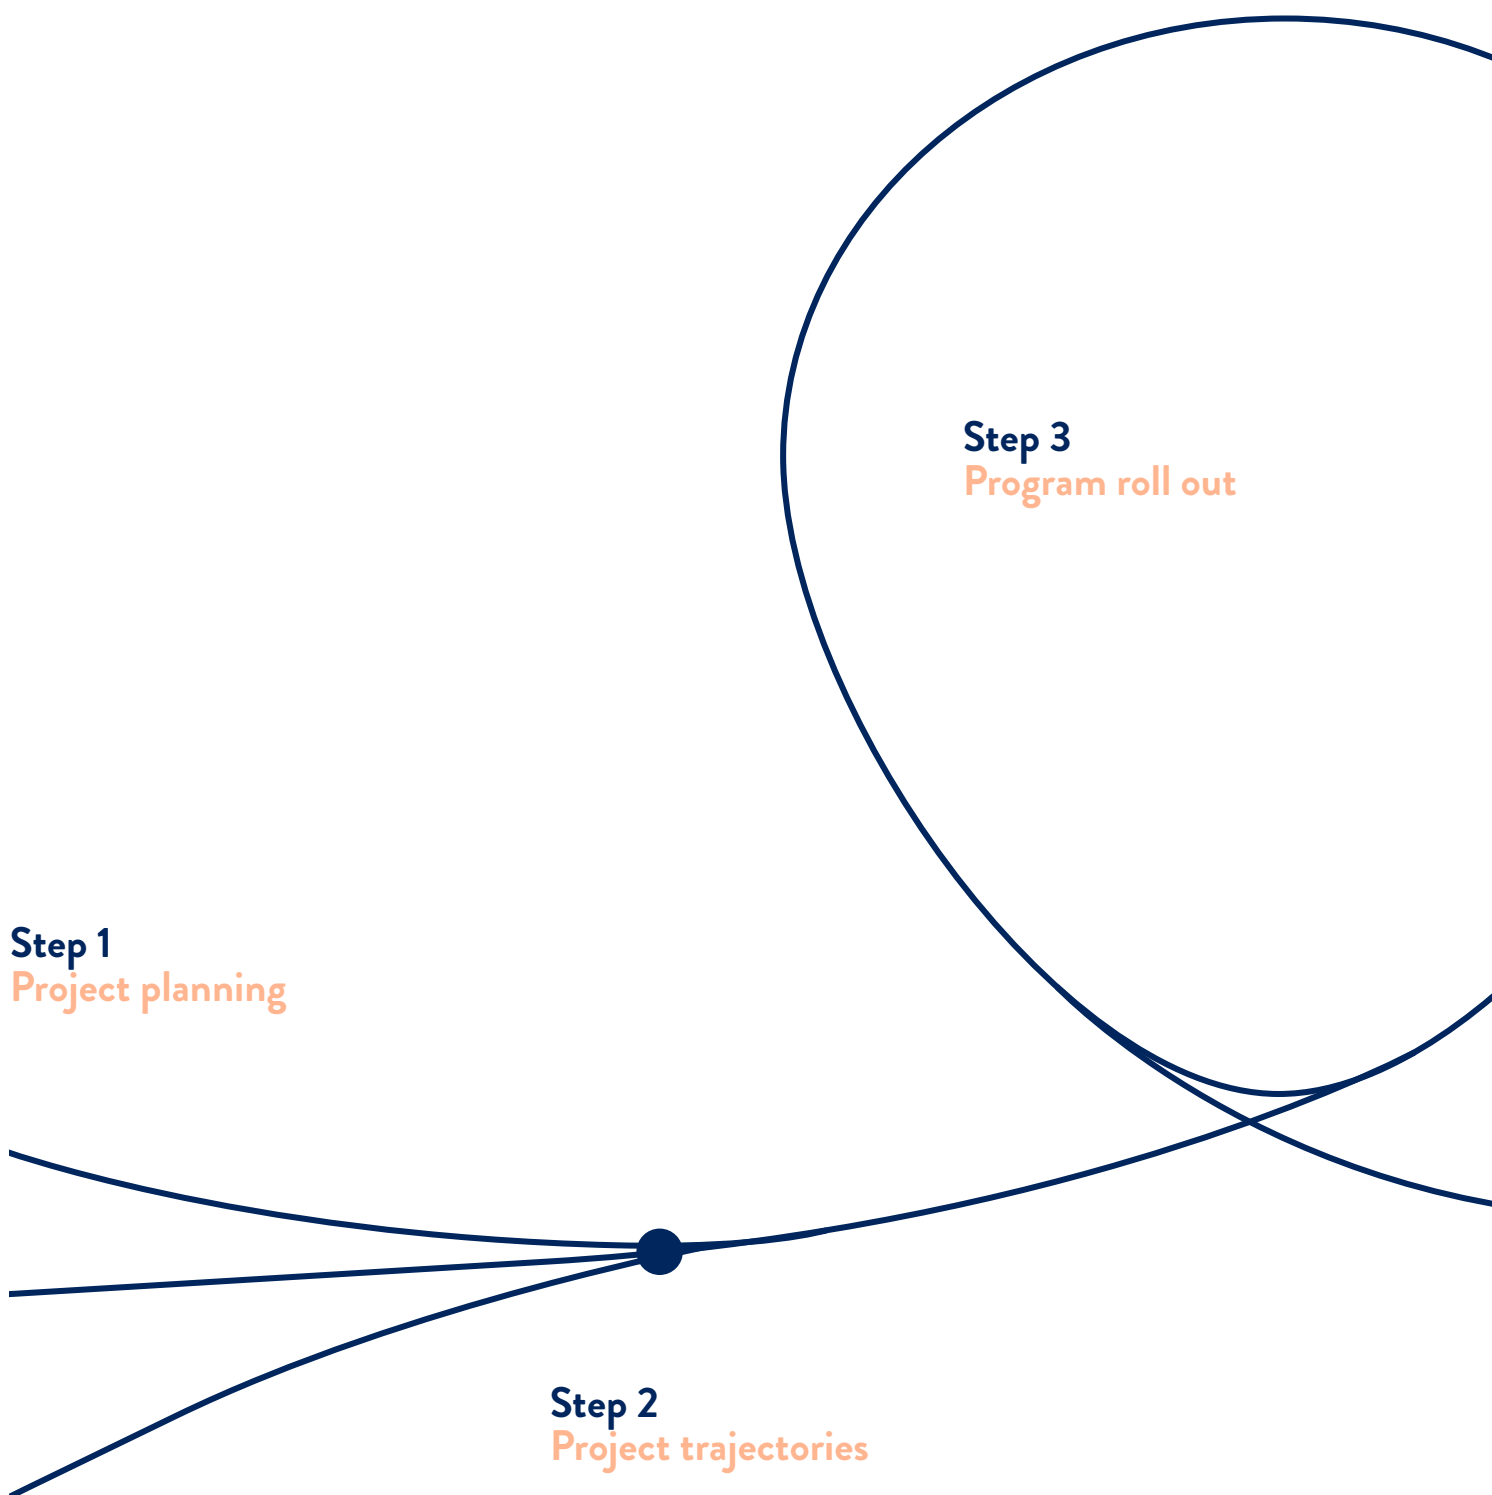 Step 1
Project planning
Step 2
Project trajectories
Step 3
Program roll out